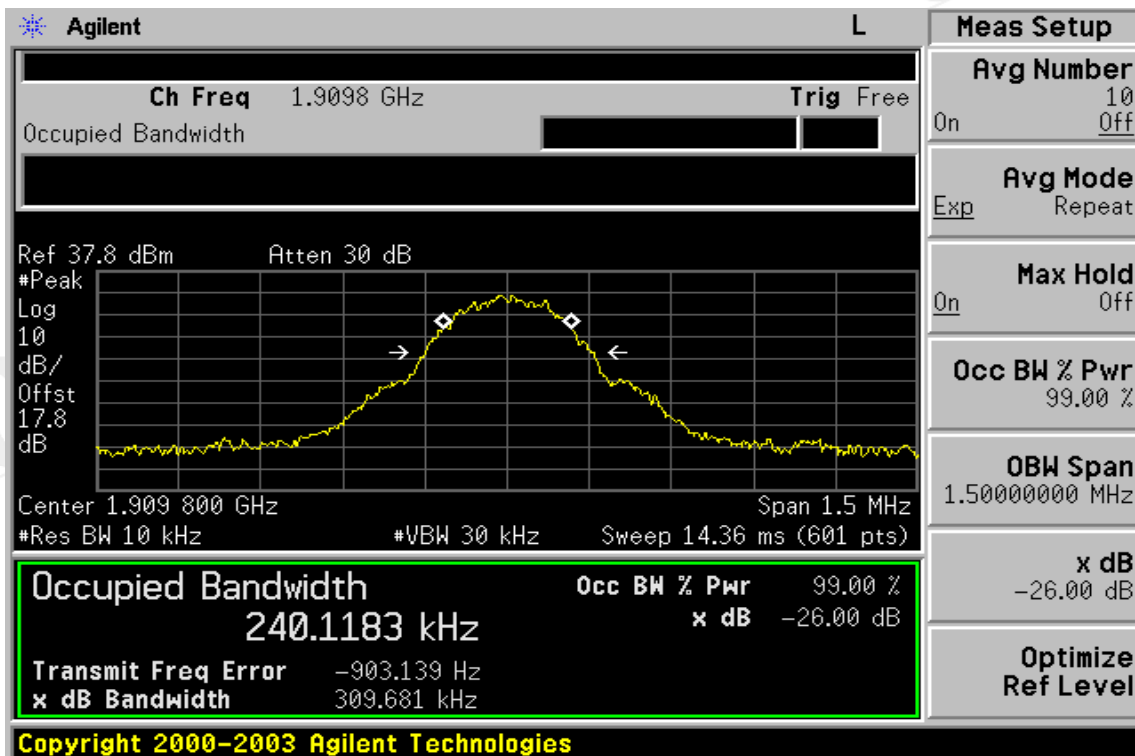 Agilent L
Ch Freq 1.9098 GHz Trig Free
Occupied Bandwidth
Ref 37.8 dBm Atten 30 dB
#Peak
Log
10
dB/
Offst
17.8
dB
Center 1.909 800 GHz Span 1.5 MHz
#Res BW 10 kHz #VBW 30 kHz Sweep 14.36 ms (601 pts)
Occupied Bandwidth Occ BW % Pwr 99.00 %
240.1183 kHz x dB -26.00 dB
Transmit Freq Error -903.139 Hz
x dB Bandwidth 309.681 kHz
Copyright 2000-2003 Agilent Technologies
Meas Setup
Avg Number
10
On Off
Avg Mode
Exp Repeat
Max Hold
On Off
Occ BW % Pwr
99.00 %
OBW Span
1.50000000 MHz
x dB
-26.00 dB
Optimize
Ref Level